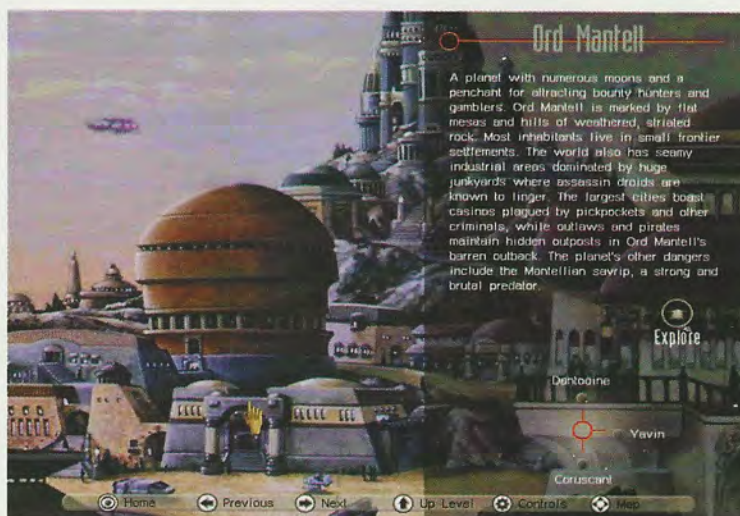 Ord Mantell
A planet with numerous moons and a
penchant for attracting bounty hunters and
gamblers. Ord Mantell is marked by flat
mesas and hills of weathered, striated
rock. Most inhabitants live in small frontier
settlements. The world also has seamy
industrial areas dominated by huge
junkyards where assassin droids are
known to linger. The largest cities boast
casinos plagued by pickpockets and other
criminals, while outlaws and pirates
maintain hidden outposts in Ord Mantell's
barren outback. The planet's other dangers
include the Mantellian savrip, a strong and
brutal predator.
Explore
Dantooine
Yavin
Coruscant
Home Previous Next Up Level Controls Map